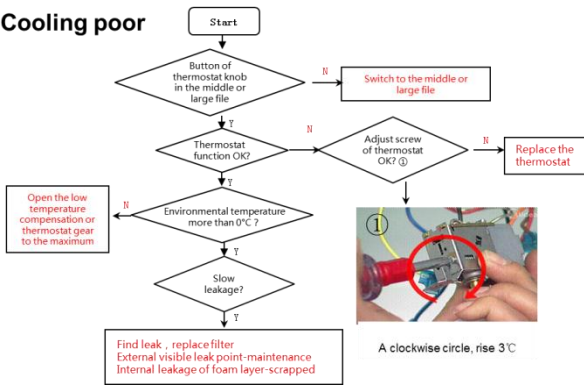 Cooling poor
Start
Button of
thermostat knob
in the middle or
large file
N
Switch to the middle or
large file
Y
Thermostat
function OK?
N
Adjust screw
of thermostat
OK? ①
N
Replace the
thermostat
Y
Environmental temperature
more than 0°C ?
N
Open the low
temperature
compensation or
thermostat gear
to the maximum
Y
Slow
leakage?
Y
Find leak , replace filter
External visible leak point-maintenance
Internal leakage of foam layer-scrapped
①
A clockwise circle, rise 3℃